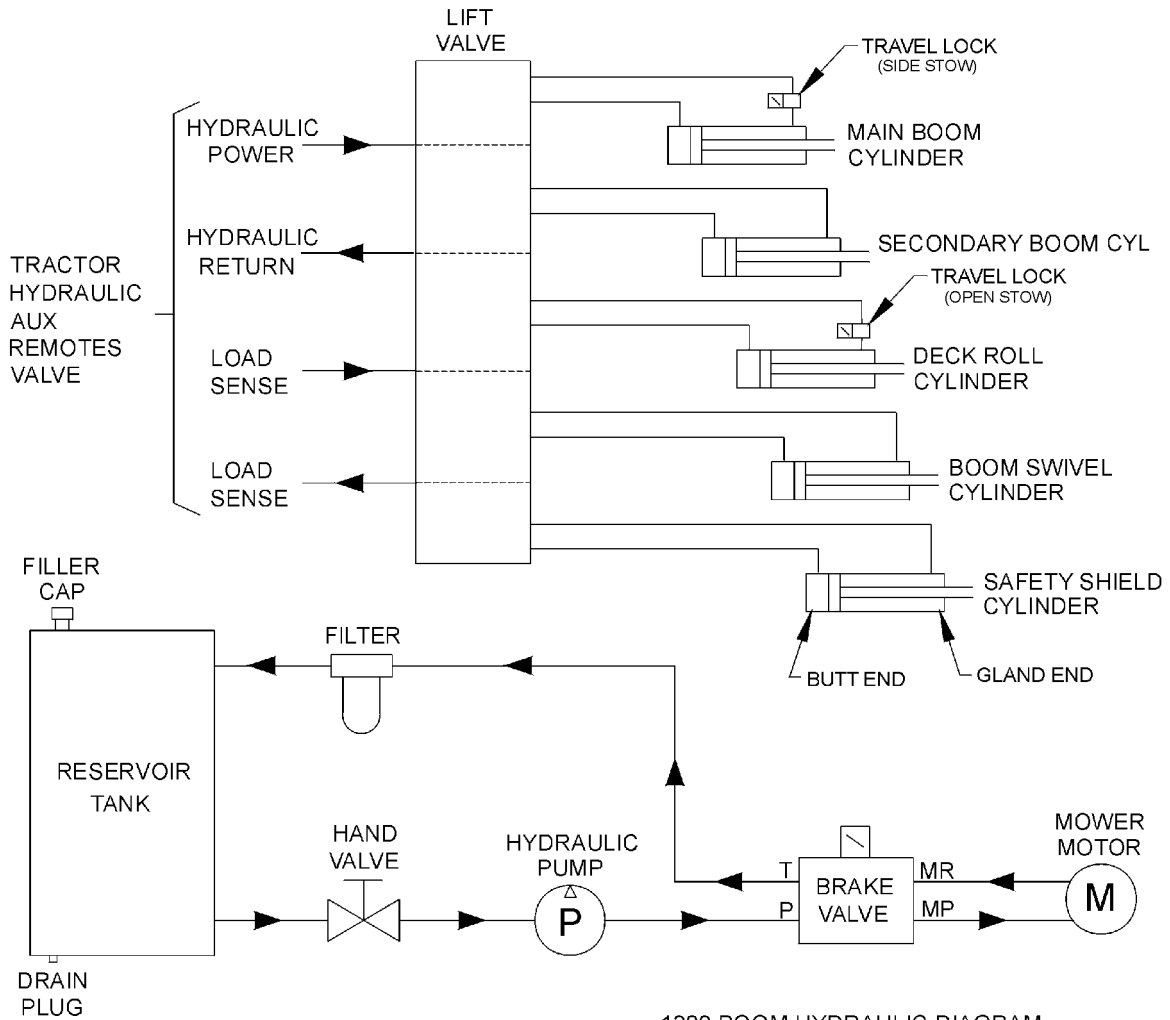 LIFT
VALVE
TRAVEL LOCK
(SIDE STOW)
HYDRAULIC
POWER
MAIN BOOM
CYLINDER
HYDRAULIC
RETURN
SECONDARY BOOM CYL
TRACTOR
HYDRAULIC
AUX
REMOTES
VALVE
TRAVEL LOCK
(OPEN STOW)
LOAD
SENSE
DECK ROLL
CYLINDER
LOAD
SENSE
BOOM SWIVEL
CYLINDER
FILLER
CAP
SAFETY SHIELD
CYLINDER
FILTER
BUTT END
GLAND END
RESERVOIR
TANK
HAND
VALVE
HYDRAULIC
PUMP
P
MOWER
MOTOR
M
T
P
BRAKE
VALVE
MR
MP
DRAIN
PLUG
BOOM HYDRAULIC DIAGRAM